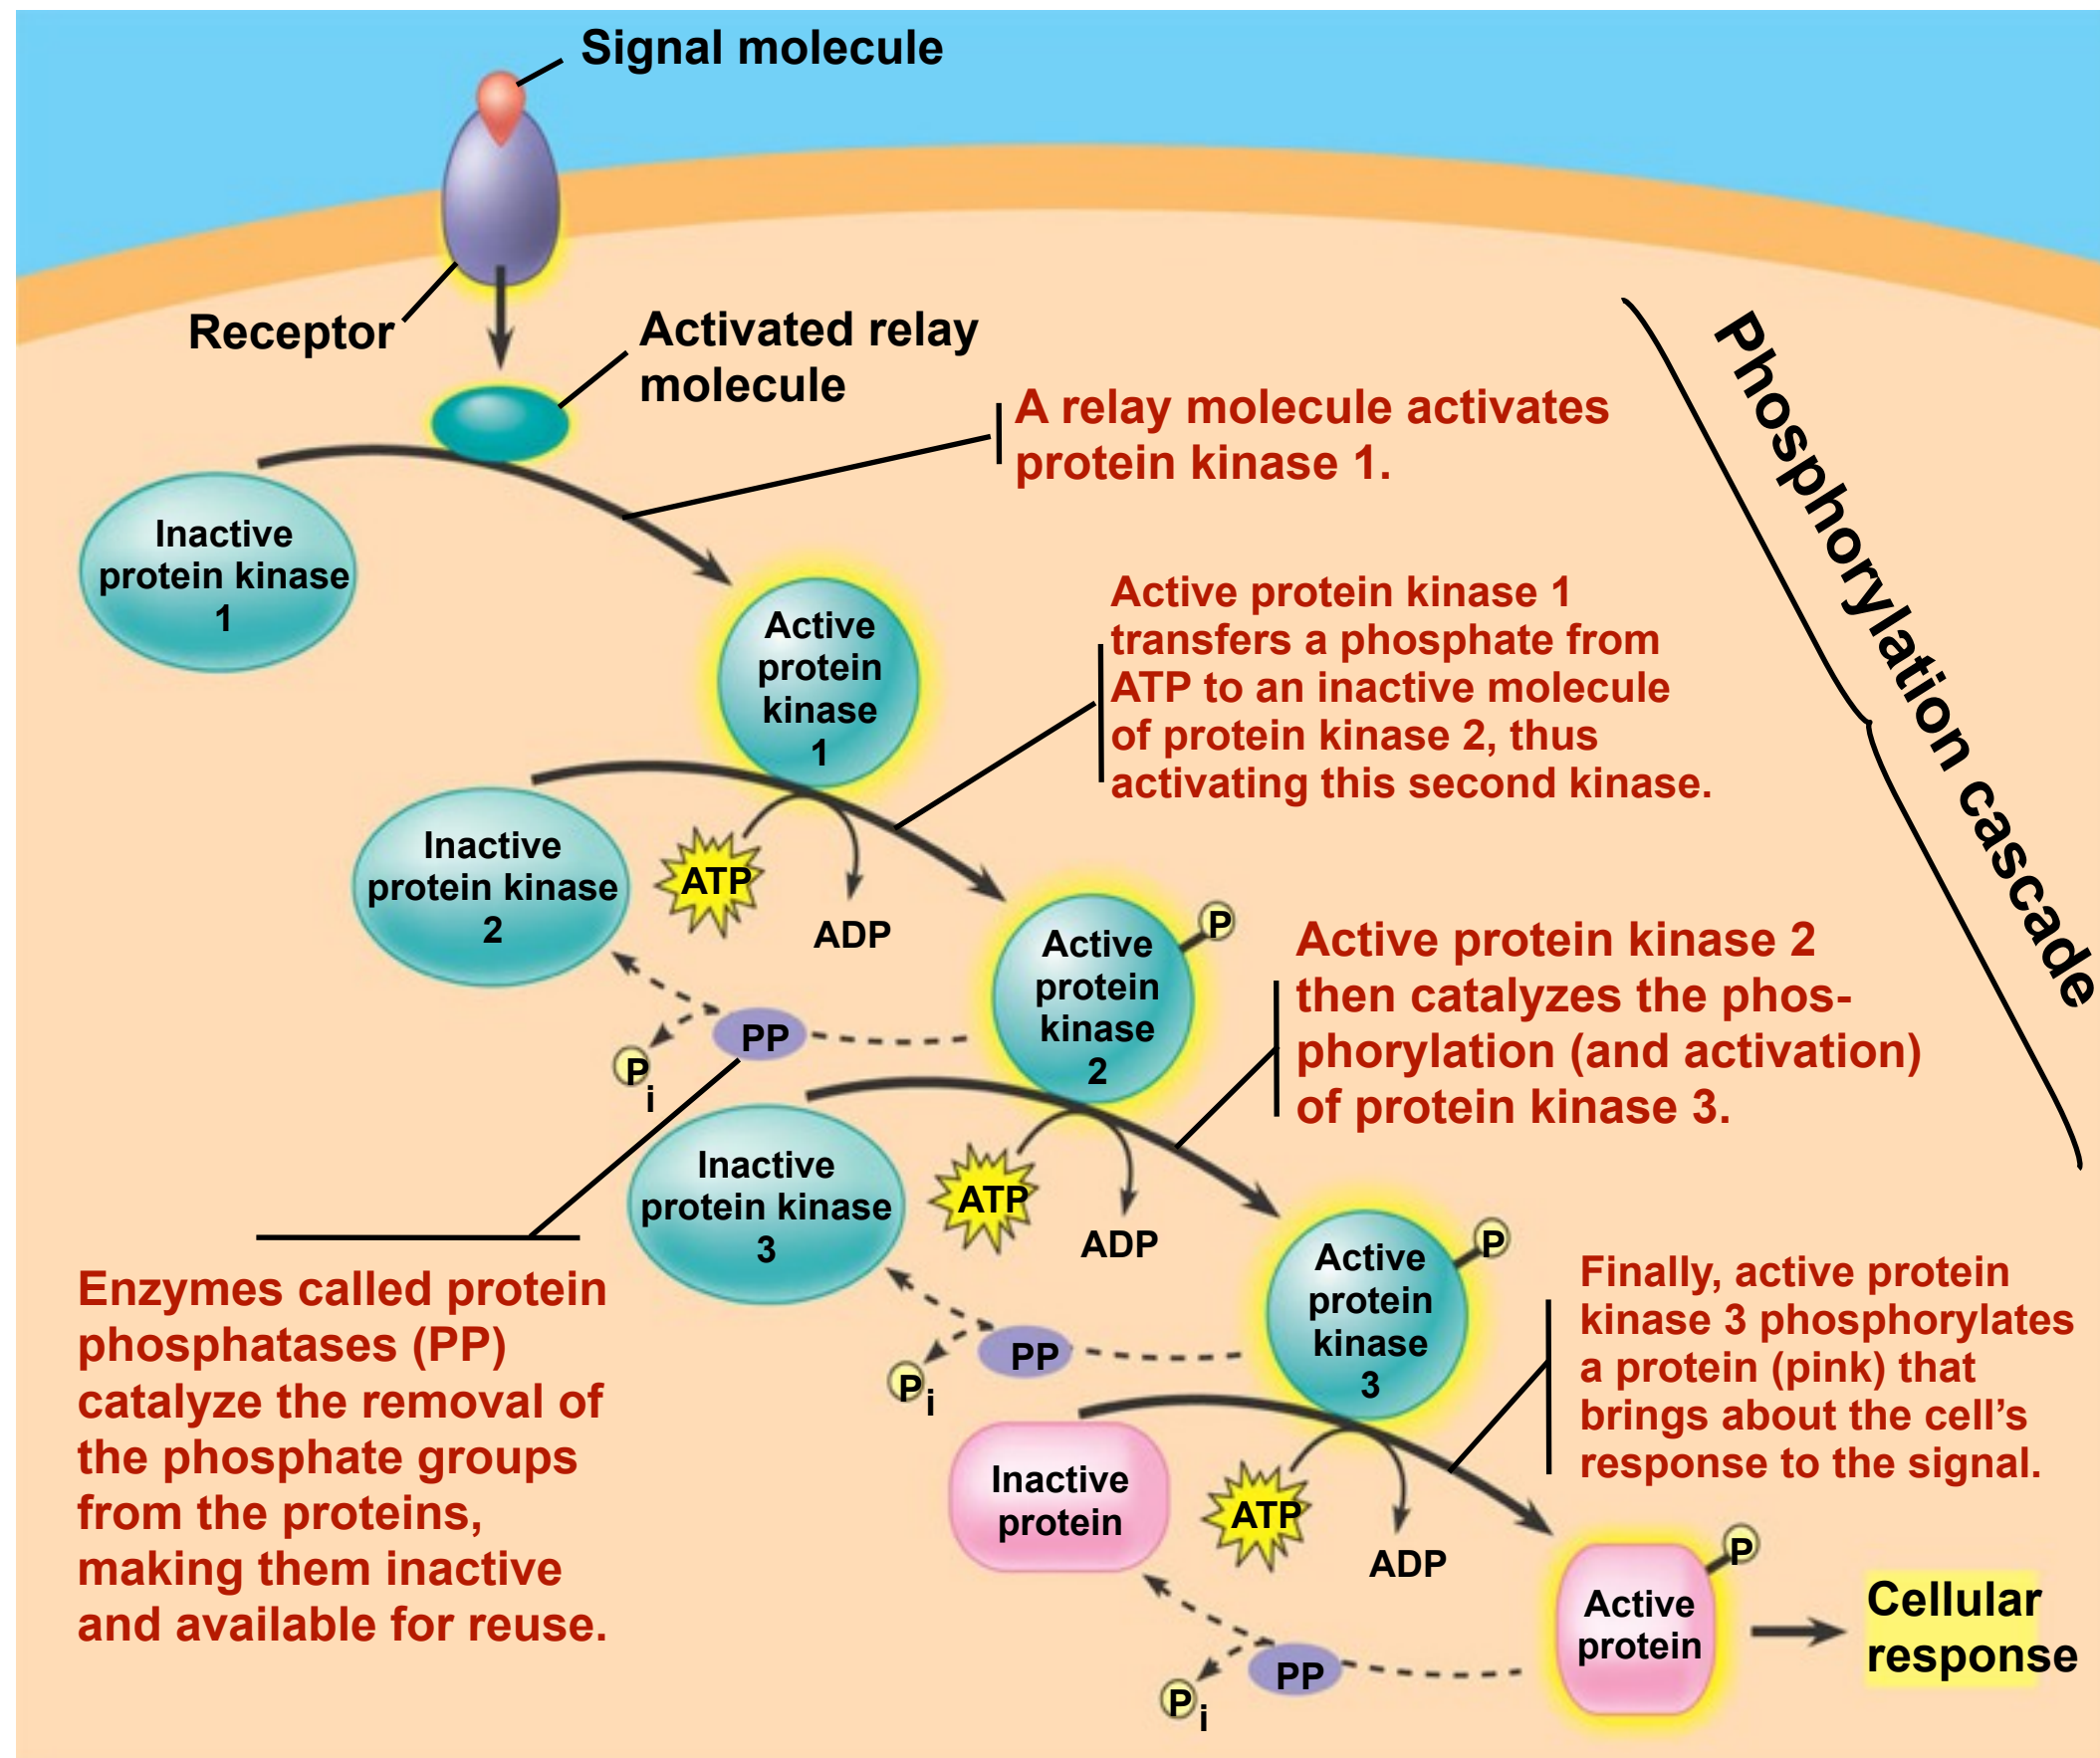 Signal molecule
Receptor
Activated relay
molecule
A relay molecule activates
protein kinase 1.
Phosphorylation cascade
Inactive
protein kinase
1
Active
protein
kinase
1
Active protein kinase 1
transfers a phosphate from
ATP to an inactive molecule
of protein kinase 2, thus
activating this second kinase.
Inactive
protein kinase
2
ATP
ADP
Active
protein
kinase
2
P
Active protein kinase 2
then catalyzes the phos-
phorylation (and activation)
of protein kinase 3.
PP
Pi
Inactive
protein kinase
3
ATP
ADP
Active
protein
kinase
3
P
Enzymes called protein
phosphatases (PP)
catalyze the removal of
the phosphate groups
from the proteins,
making them inactive
and available for reuse.
PP
Pi
Finally, active protein
kinase 3 phosphorylates
a protein (pink) that
brings about the cell’s
response to the signal.
Inactive
protein
ATP
ADP
Active
protein
P
PP
Pi
Cellular
response